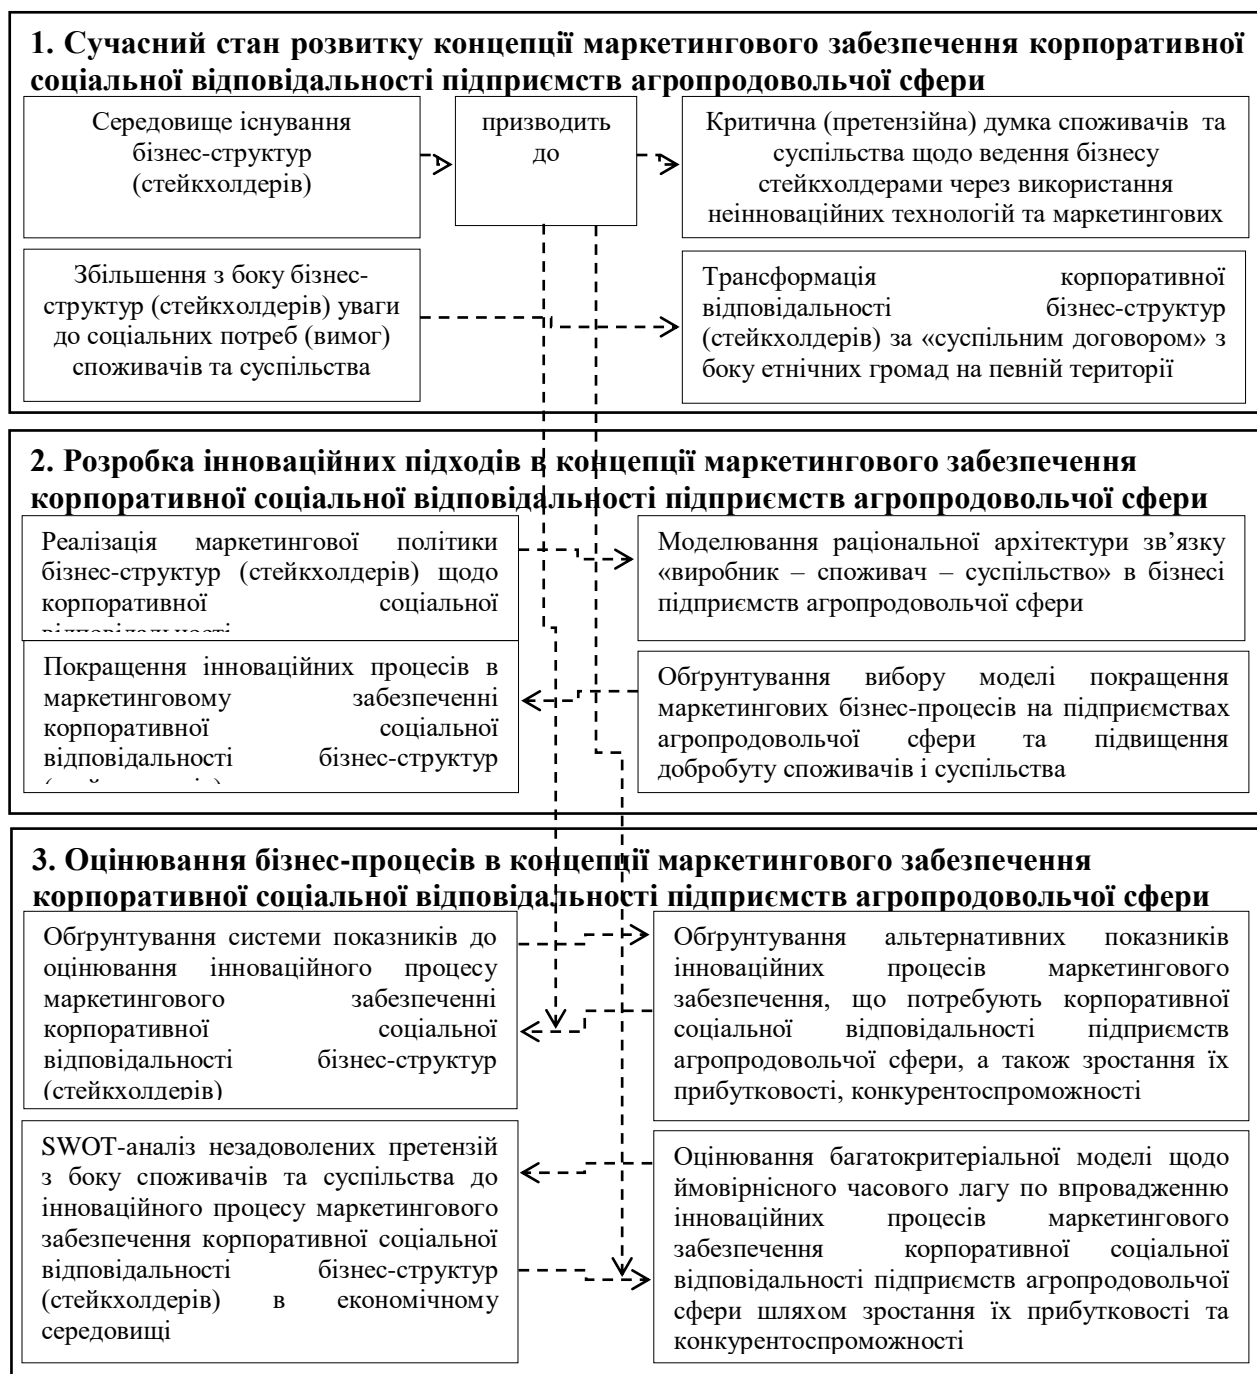 1. Сучасний стан розвитку концепції маркетингового забезпечення корпоративної
соціальної відповідальності підприємств агропродовольчої сфери
Середовище існування
бізнес-структур
(стейкхолдерів)
призводить
до
Критична (претензійна) думка споживачів та
суспільства щодо ведення бізнесу
стейкхолдерами через використання
неінноваційних технологій та маркетингових
Збільшення з боку бізнес-
структур (стейкхолдерів) уваги
до соціальних потреб (вимог)
споживачів та суспільства
Трансформація корпоративної
відповідальності бізнес-структур
(стейкхолдерів) за «суспільним договором» з
боку етнічних громад на певній території
2. Розробка інноваційних підходів в концепції маркетингового забезпечення
корпоративної соціальної відповідальності підприємств агропродовольчої сфери
Реалізація маркетингової політики
бізнес-структур (стейкхолдерів) щодо
корпоративної соціальної
Моделювання раціональної архітектури зв’язку
«виробник – споживач – суспільство» в бізнесі
підприємств агропродовольчої сфери
Покращення інноваційних процесів в
маркетинговому забезпеченні
корпоративної соціальної
відповідальності бізнес-структур
Обґрунтування вибору моделі покращення
маркетингових бізнес-процесів на підприємствах
агропродовольчої сфери та підвищення
добробуту споживачів і суспільства
3. Оцінювання бізнес-процесів в концепції маркетингового забезпечення
корпоративної соціальної відповідальності підприємств агропродовольчої сфери
Обґрунтування системи показників до
оцінювання інноваційного процесу
маркетингового забезпеченні
корпоративної соціальної
відповідальності бізнес-структур
(стейкхолдерів)
Обґрунтування альтернативних показників
інноваційних процесів маркетингового
забезпечення, що потребують корпоративної
соціальної відповідальності підприємств
агропродовольчої сфери, а також зростання їх
прибутковості, конкурентоспроможності
SWOT-аналіз незадоволених претензій
з боку споживачів та суспільства до
інноваційного процесу маркетингового
забезпечення корпоративної соціальної
відповідальності бізнес-структур
(стейкхолдерів) в економічному
середовищі
Оцінювання багатокритеріальної моделі щодо
ймовірнісного часового лагу по впровадженню
інноваційних процесів маркетингового
забезпечення корпоративної соціальної
відповідальності підприємств агропродовольчої
сфери шляхом зростання їх прибутковості та
конкурентоспроможності